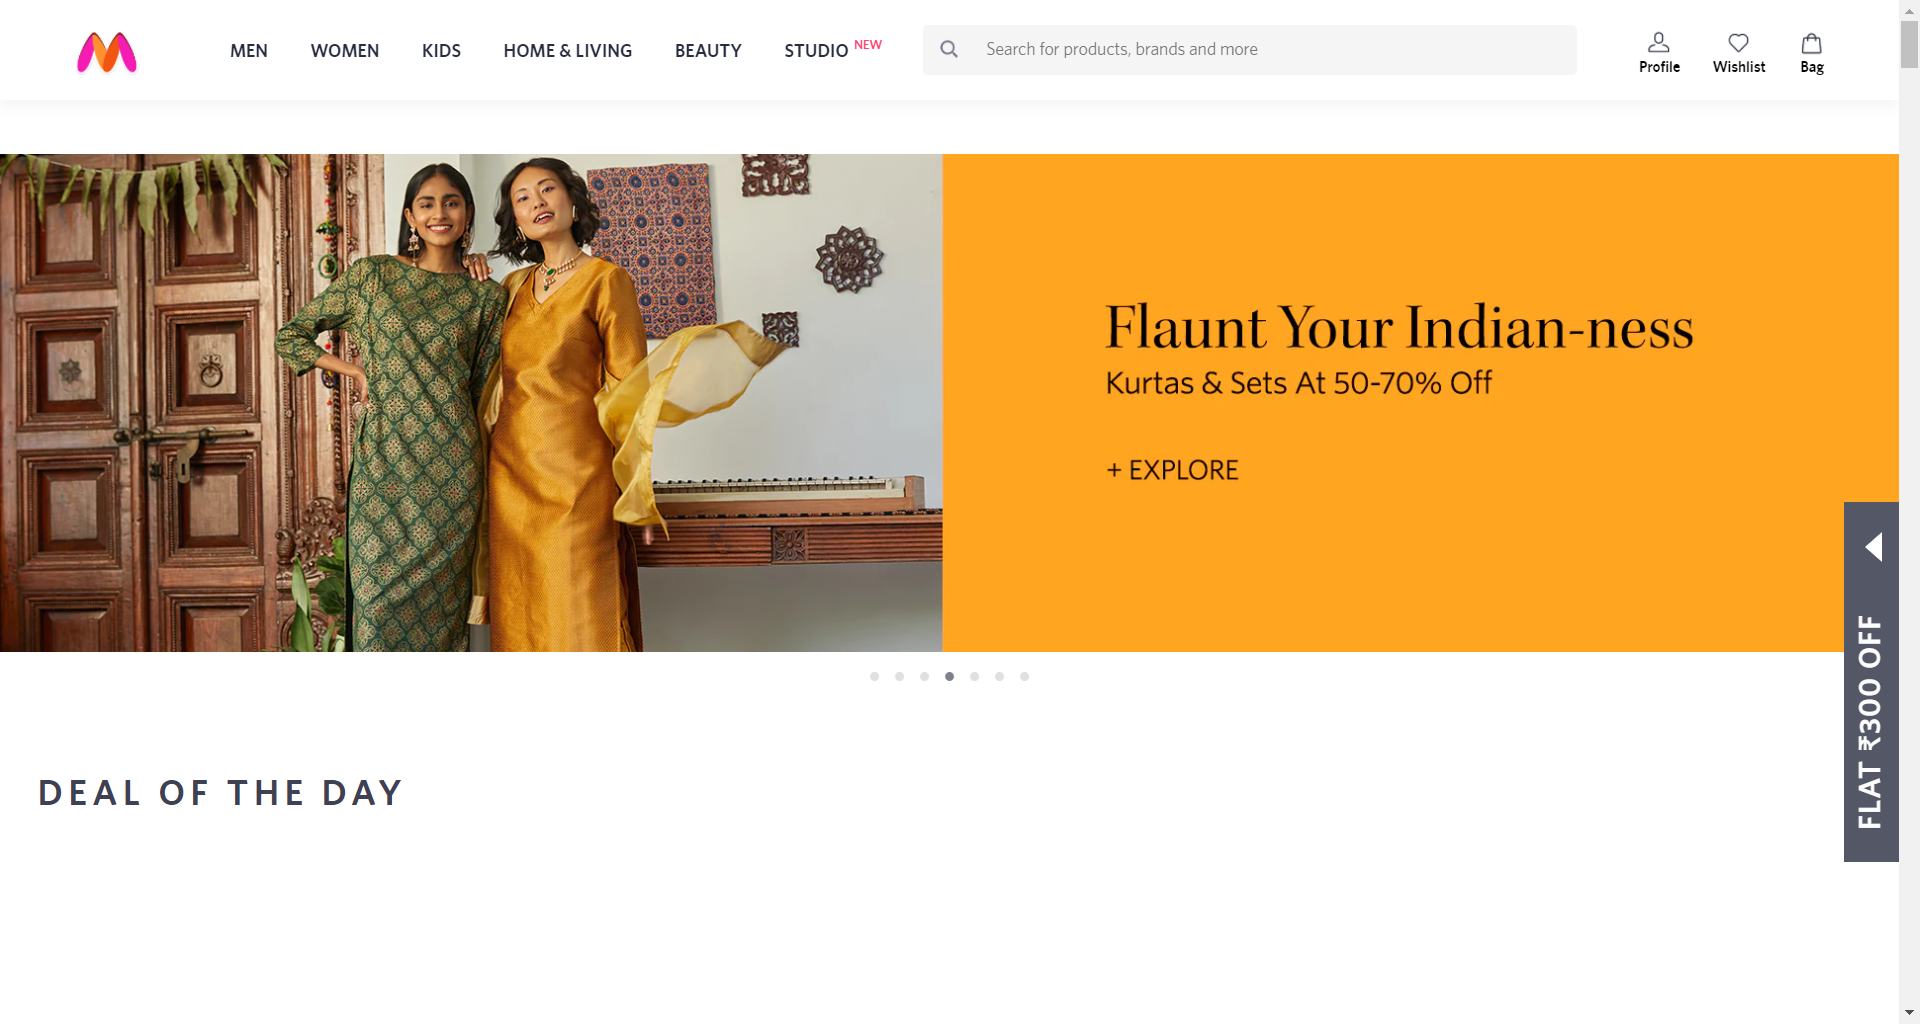 MEN
WOMEN
KIDS
HOME & LIVING
BEAUTY
STUDIO NEW
Search for products, brands and more
Profile
Wishlist
Bag
Flaunt Your Indian-ness
Kurtas & Sets At 50-70% Off
+ EXPLORE
FLAT ₹300 OFF
DEAL OF THE DAY